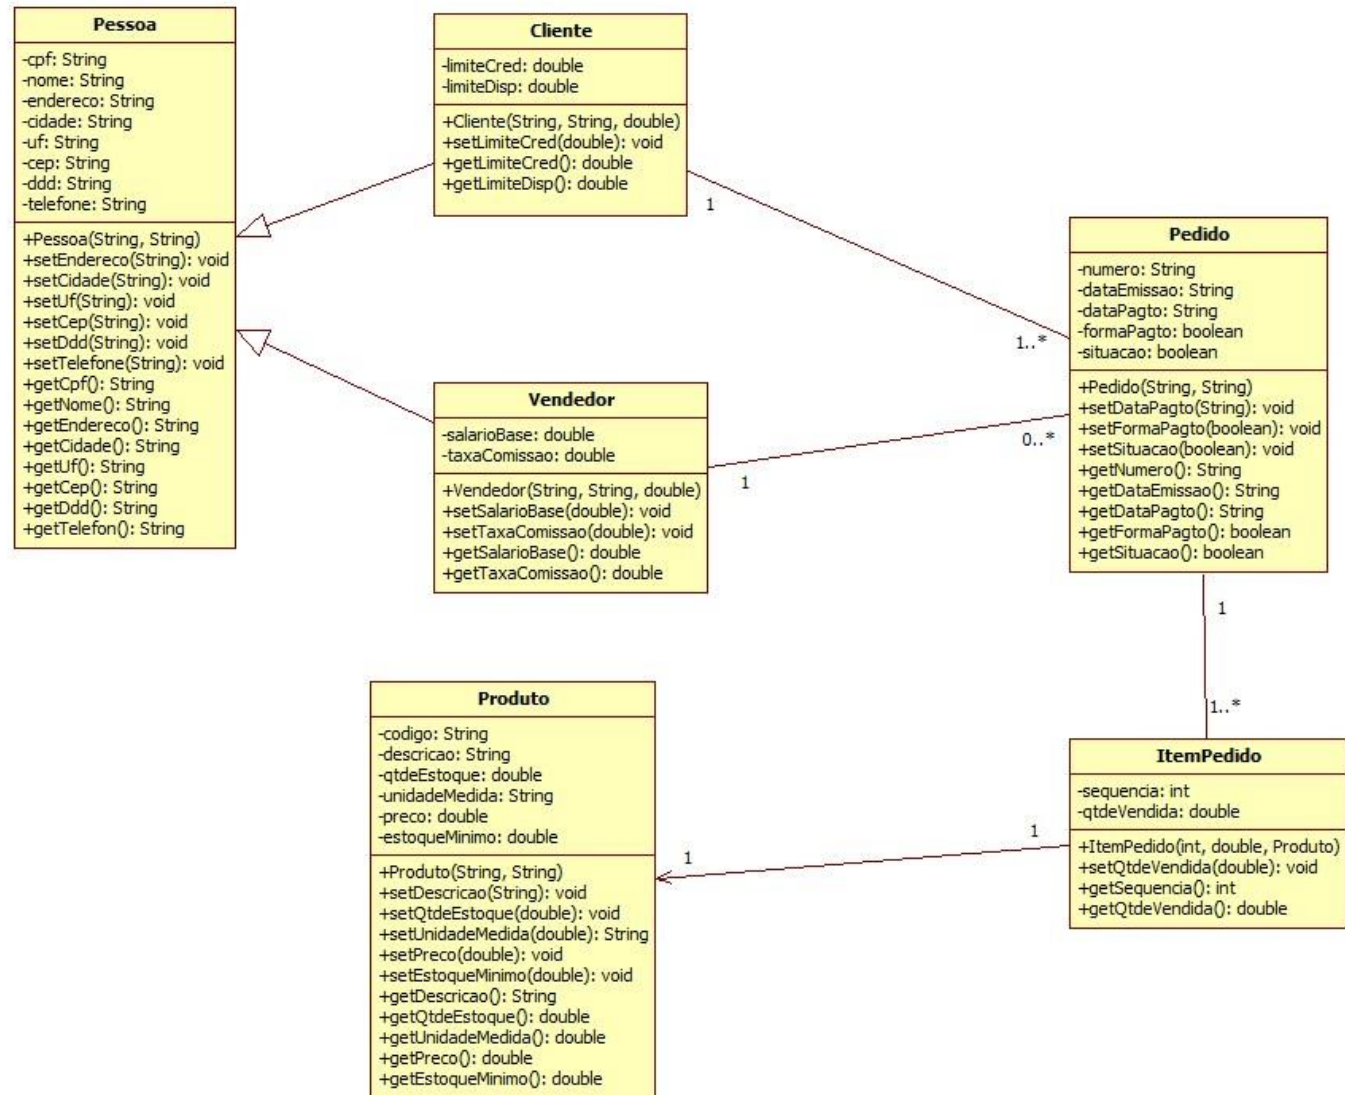 Pessoa
-cpf: String
-nome: String
-endereco: String
-cidade: String
-uf: String
-cep: String
-ddd: String
-telefone: String
+Pessoa(String, String)
+setEndereco(String): void
+setCidade(String): void
+setUf(String): void
+setCep(String): void
+setDdd(String): void
+setTelefone(String): void
+getCpf(): String
+getNome(): String
+getEndereco(): String
+getCidade(): String
+getUf(): String
+getCep(): String
+getDdd(): String
+getTelefon(): String
Cliente
-limiteCred: double
-limiteDisp: double
+Cliente(String, String, double)
+setLimiteCred(double): void
+getLimiteCred(): double
+getLimiteDisp(): double
1
1..*
Vendedor
-salarioBase: double
-taxaComissao: double
+Vendedor(String, String, double)
+setSalarioBase(double): void
+setTaxaComissao(double): void
+getSalarioBase(): double
+getTaxaComissao(): double
1
0..*
Pedido
-numero: String
-dataEmissao: String
-dataPagto: String
-formaPagto: boolean
-situacao: boolean
+Pedido(String, String)
+setDataPagto(String): void
+setFormaPagto(boolean): void
+setSituacao(boolean): void
+getNumero(): String
+getDataEmissao(): String
+getDataPagto(): String
+getFormaPagto(): boolean
+getSituacao(): boolean
1
1..*
Produto
-codigo: String
-descricao: String
-qtdeEstoque: double
-unidadeMedida: String
-preco: double
-estoqueMinimo: double
+Produto(String, String)
+setDescricao(String): void
+setQtdeEstoque(double): void
+setUnidadeMedida(double): String
+setPreco(double): void
+setEstoqueMinimo(double): void
+getDescricao(): String
+getQtdeEstoque(): double
+getUnidadeMedida(): double
+getPreco(): double
+getEstoqueMinimo(): double
1
1
ItemPedido
-sequencia: int
-qtdeVendida: double
+ItemPedido(int, double, Produto)
+setQtdeVendida(double): void
+getSequencia(): int
+getQtdeVendida(): double